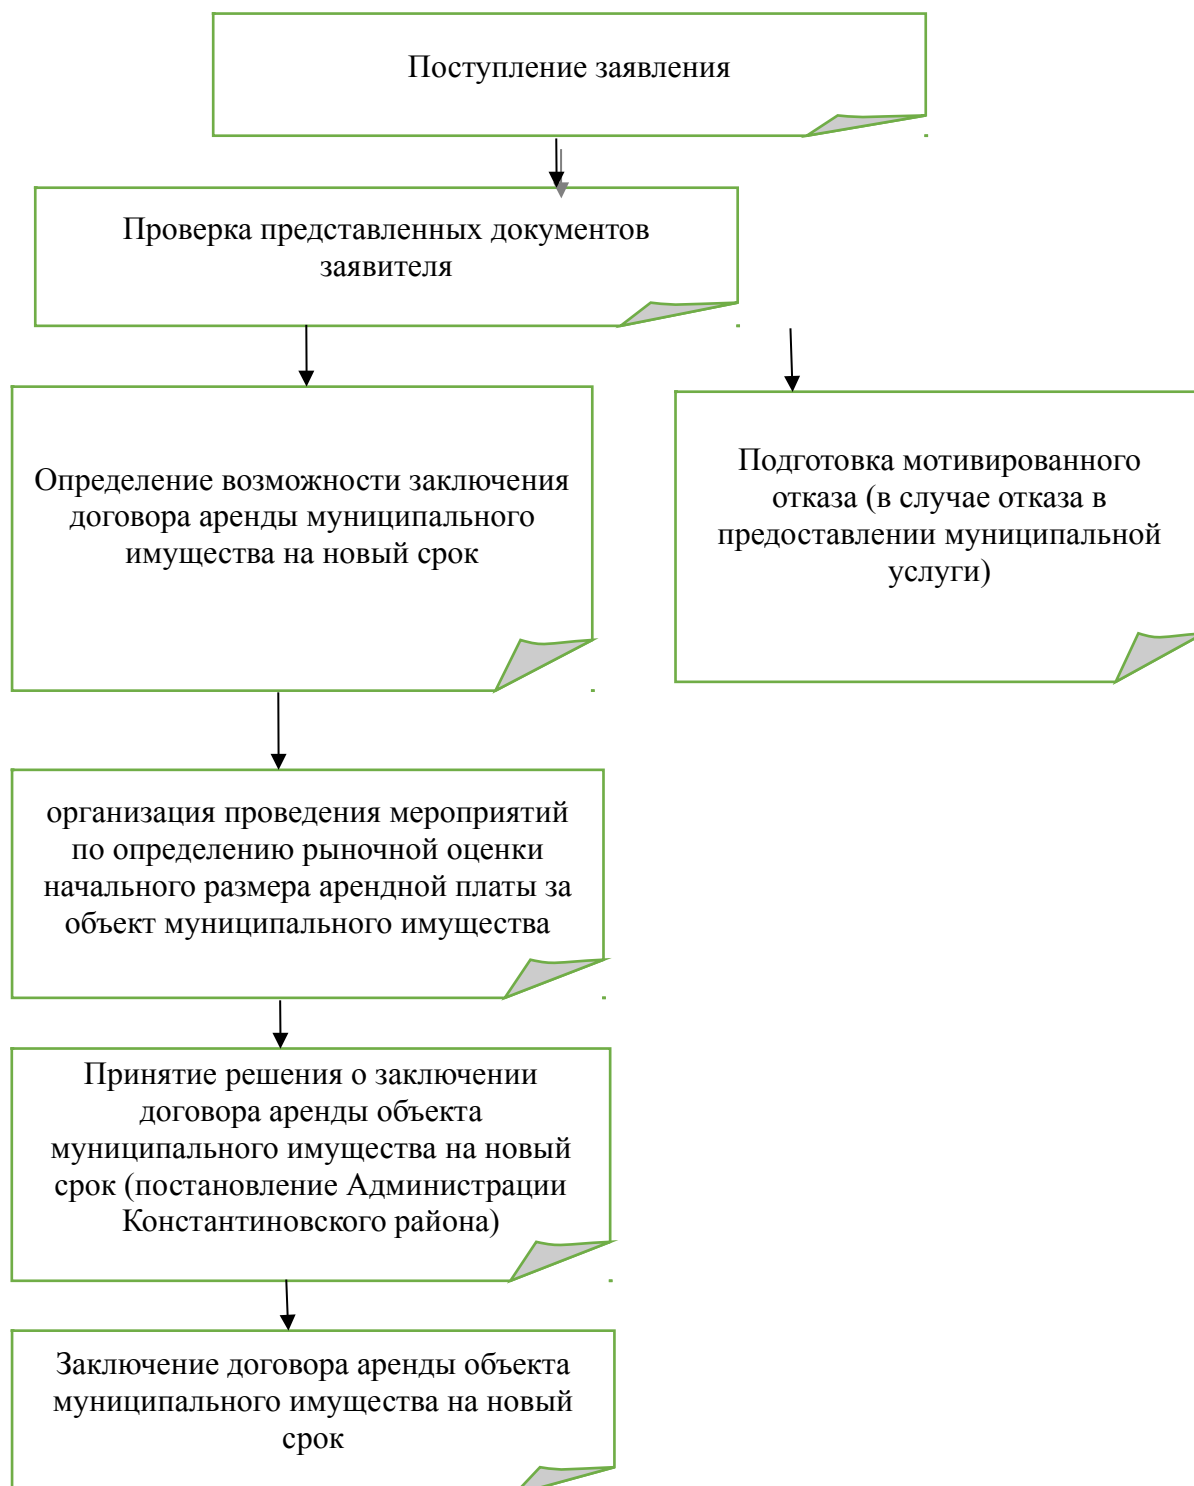 Поступление заявления
Проверка представленных документов
заявителя
Определение возможности заключения
договора аренды муниципального
имущества на новый срок
Подготовка мотивированного
отказа (в случае отказа в
предоставлении муниципальной
услуги)
организация проведения мероприятий
по определению рыночной оценки
начального размера арендной платы за
объект муниципального имущества
Принятие решения о заключении
договора аренды объекта
муниципального имущества на новый
срок (постановление Администрации
Константиновского района)
Заключение договора аренды объекта
муниципального имущества на новый
срок